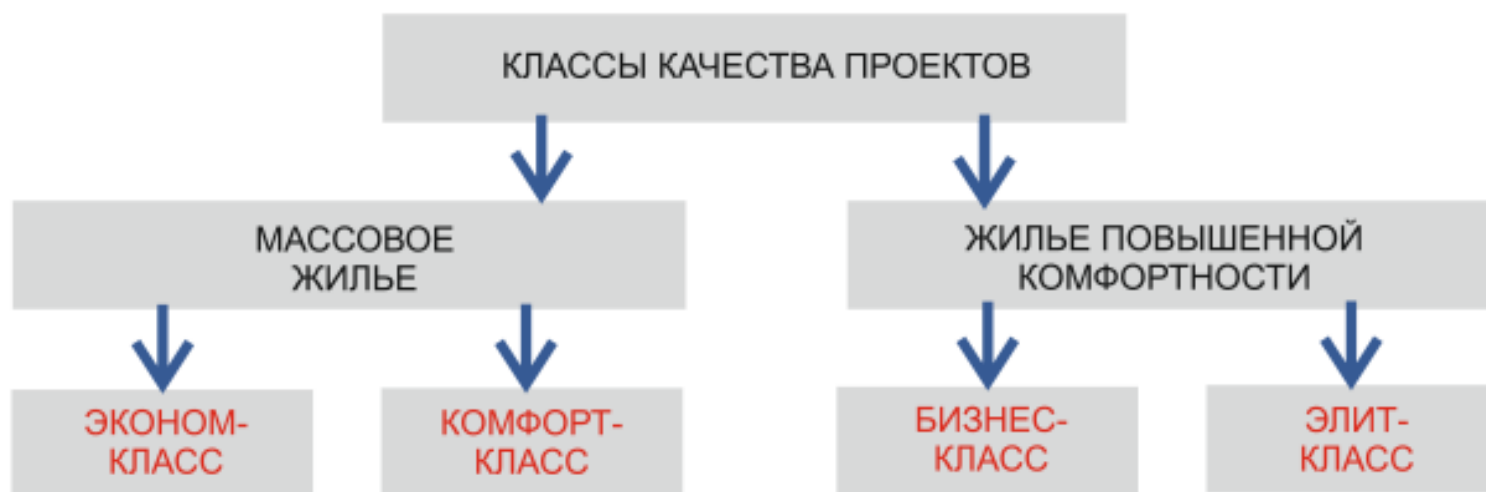 КЛАССЫ КАЧЕСТВА ПРОЕКТОВ
МАССОВОЕ
ЖИЛЬЕ
ЖИЛЬЕ ПОВЫШЕННОЙ
КОМФОРТНОСТИ
ЭКОНОМ-
КЛАСС
КОМФОРТ-
КЛАСС
БИЗНЕС-
КЛАСС
ЭЛИТ-
КЛАСС